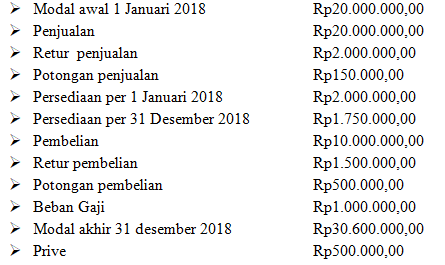 ➢ Modal awal 1 Januari 2018 Rp20.000.000,00
➢ Penjualan Rp20.000.000,00
➢ Retur penjualan Rp2.000.000,00
➢ Potongan penjualan Rp150.000,00
➢ Persediaan per 1 Januari 2018 Rp2.000.000,00
➢ Persediaan per 31 Desember 2018 Rp1.750.000,00
➢ Pembelian Rp10.000.000,00
➢ Retur pembelian Rp1.500.000,00
➢ Potongan pembelian Rp500.000,00
➢ Beban Gaji Rp1.000.000,00
➢ Modal akhir 31 desember 2018 Rp30.600.000,00
➢ Prive Rp500.000,00